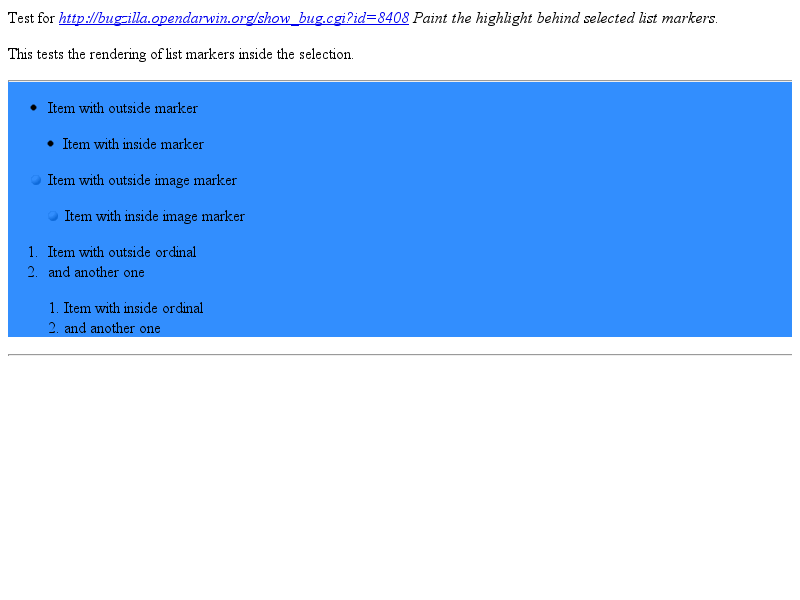 Test for http://bugzilla.opendarwin.org/show_bug.cgi?id=8408 Paint the highlight behind selected list markers.
This tests the rendering of list markers inside the selection.
• Item with outside marker
• Item with inside marker
Item with outside image marker
Item with inside image marker
1. Item with outside ordinal
2. and another one
1. Item with inside ordinal
2. and another one